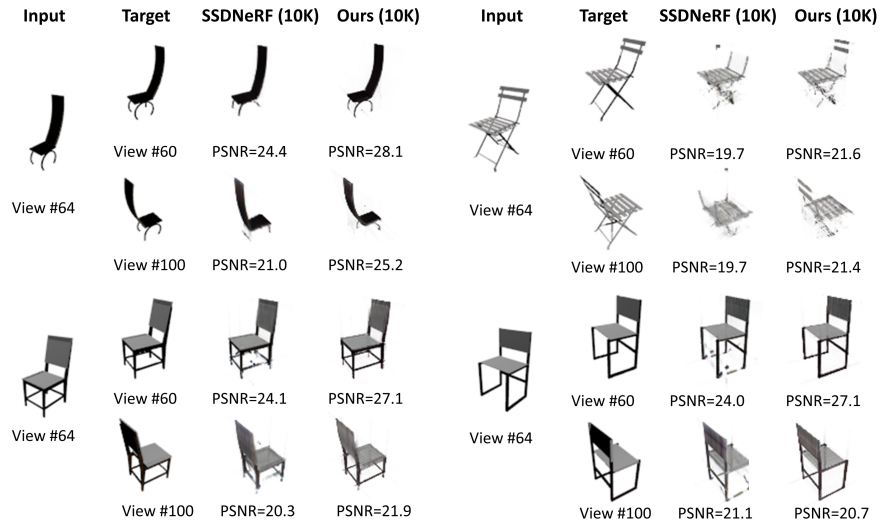 Input Target SSDNeRF (10K) Ours (10K) Input Target SSDNeRF (10K) Ours (10K)
View #60 PSNR=24.4 PSNR=28.1 View #60 PSNR=19.7 PSNR=21.6
View #64 View #64
View #100 PSNR=21.0 PSNR=25.2 View #100 PSNR=19.7 PSNR=21.4
View #60 PSNR=24.1 PSNR=27.1 View #60 PSNR=24.0 PSNR=27.1
View #64 View #64
View #100 PSNR=20.3 PSNR=21.9 View #100 PSNR=21.1 PSNR=20.7